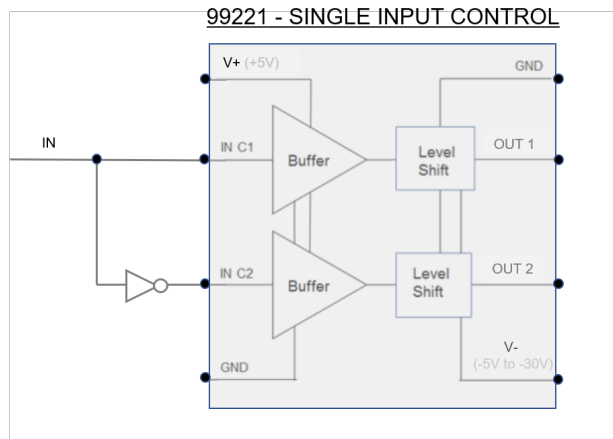 99221 - SINGLE INPUT CONTROL
V+ (+5V)
GND
IN
IN C1
Buffer
Level
Shift
OUT 1
IN C2
Buffer
Level
Shift
OUT 2
GND
V-
(-5V to -30V)